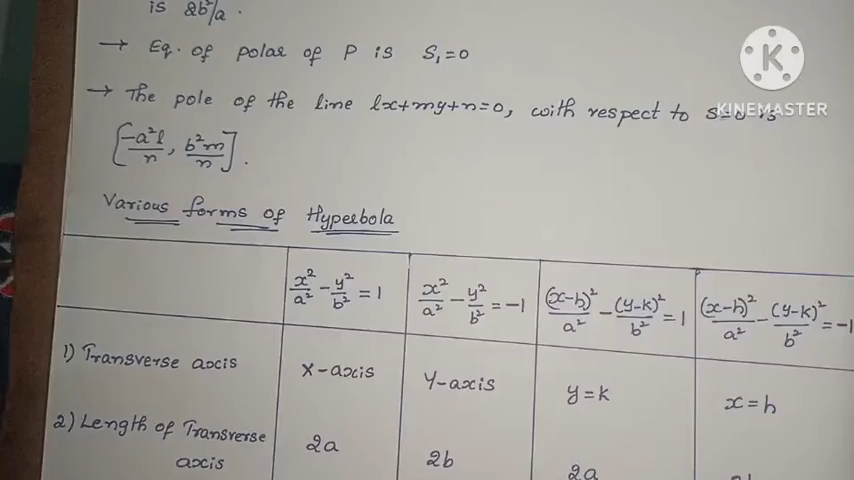 is 2b²/a.
→ Eq. of polar of P is S₁=0
→ The pole of the line lx+my+n=0, with respect to S=0 is
[-a²l/n, b²m/n].
Various forms of Hyperbola
x²/a² - y²/b² = 1 x²/a² - y²/b² = -1 (x-h)²/a² - (y-k)²/b² = 1 (x-h)²/a² - (y-k)²/b² = -1
1) Transverse axis X-axis Y-axis y=k x=h
2) Length of Transverse axis 2a 2b 2a
KINEMASTER